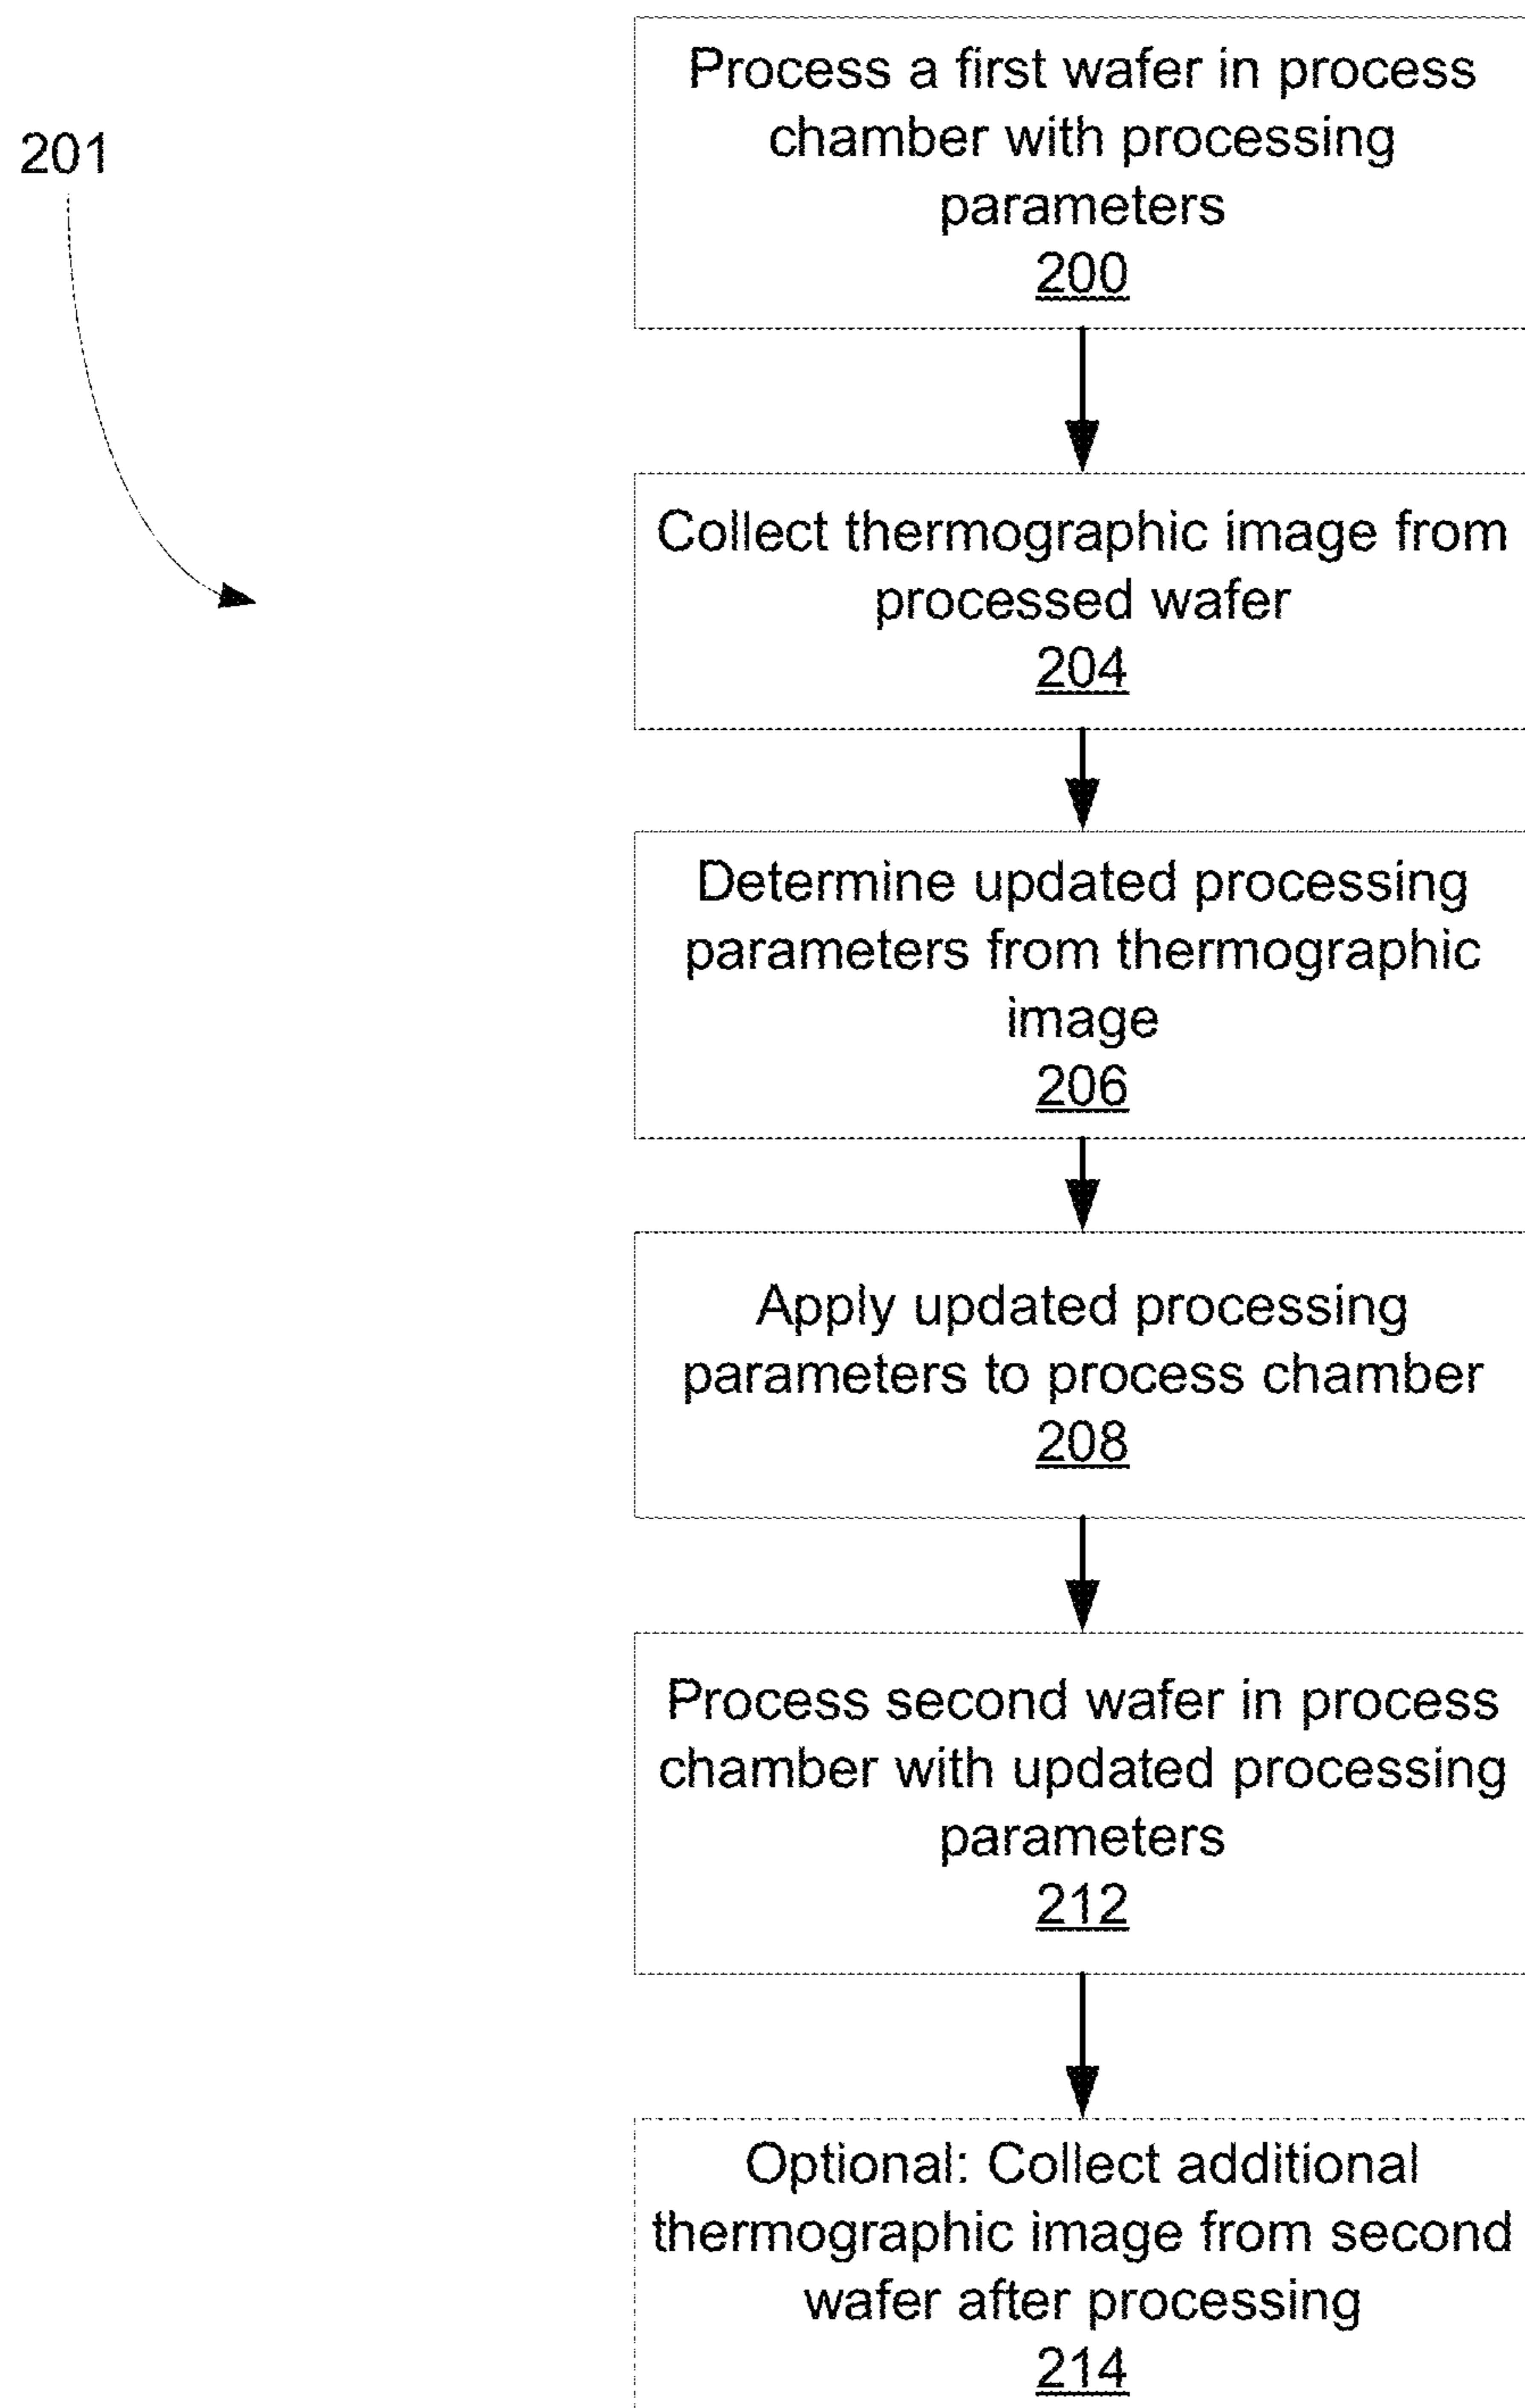 201
Process a first wafer in process
chamber with processing
parameters
200
Collect thermographic image from
processed wafer
204
Determine updated processing
parameters from thermographic
image
206
Apply updated processing
parameters to process chamber
208
Process second wafer in process
chamber with updated processing
parameters
212
Optional: Collect additional
thermographic image from second
wafer after processing
214